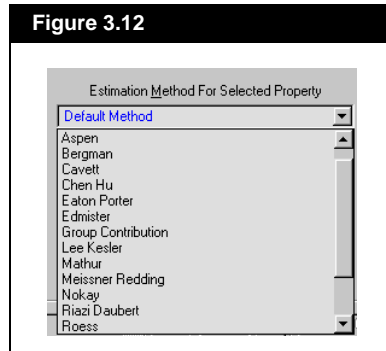 Figure 3.12
Estimation Method For Selected Property
Default Method
Aspen
Bergman
Cavett
Chen Hu
Eaton Porter
Edmister
Group Contribution
Lee Kesler
Mathur
Meissner Redding
Nokay
Riazi Daubert
Roess